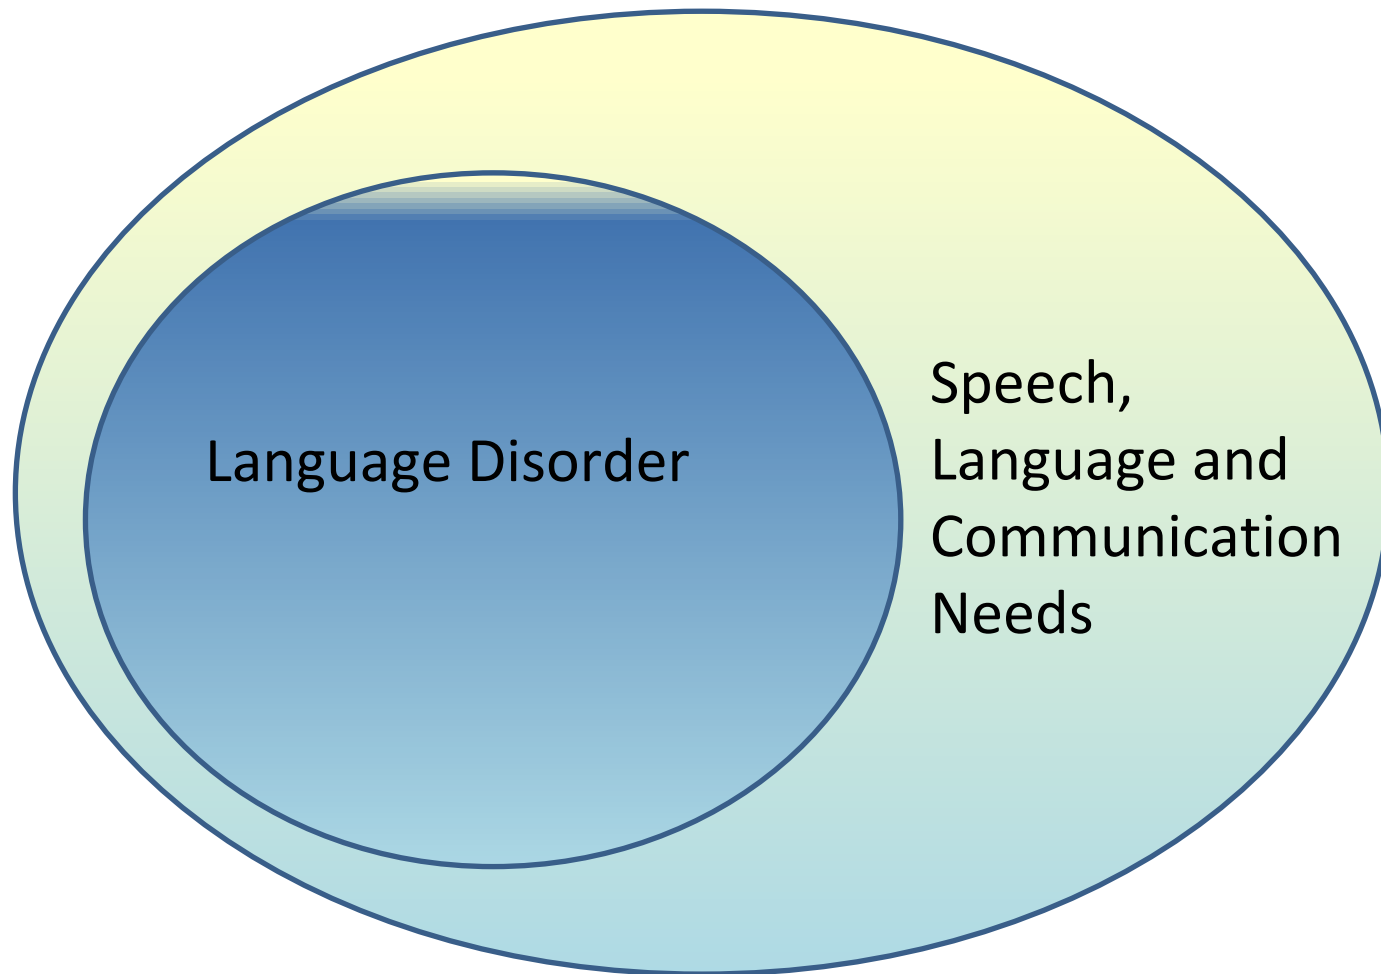 Language Disorder
Speech,
Language and
Communication
Needs